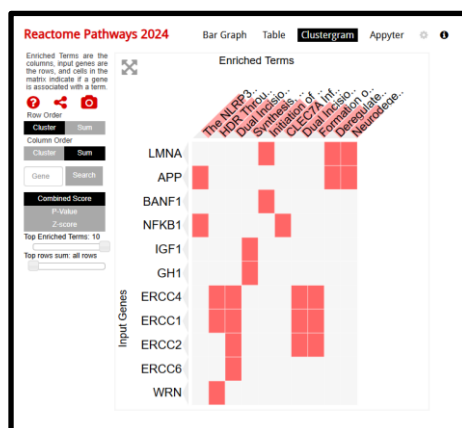 Reactome Pathways 2024
Bar Graph Table Clustergram Appyter
Enriched Terms are the
columns, input genes are
the rows, and cells in the
matrix indicate if a gene
is associated with a term.
Row Order
Cluster Sum
Column Order
Cluster Sum
Gene Search
Combined Score
P-Value
Z-score
Top Enriched Terms: 10
Top rows sum: all rows
Enriched Terms
The NLRP3..
HDR Throu..
Dual Incisio..
Synthesis, ..
Initiation of ..
CLEC7A Inf..
Dual Incisio..
Formation o..
Deregulate..
Neurodege..
Input Genes
LMNA
APP
BANF1
NFKB1
IGF1
GH1
ERCC4
ERCC1
ERCC2
ERCC6
WRN